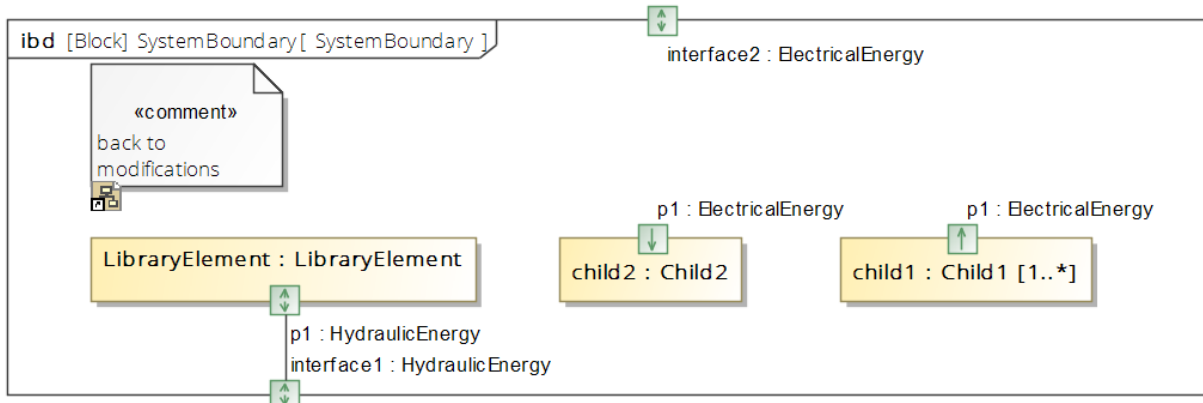 ibd [Block] SystemBoundary[ SystemBoundary ]
interface2 : ElectricalEnergy
«comment»
back to
modifications
p1 : ElectricalEnergy
p1 : ElectricalEnergy
LibraryElement : LibraryElement
child2 : Child2
child1 : Child1 [1..*]
p1 : HydraulicEnergy
interface1 : HydraulicEnergy